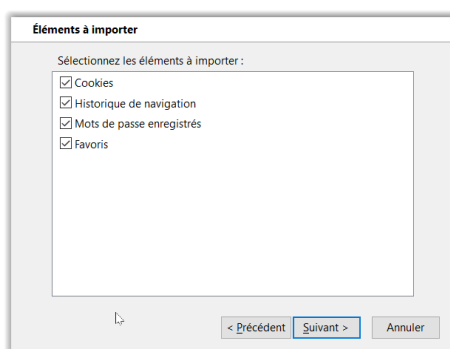 Éléments à importer
Sélectionnez les éléments à importer :
Cookies
Historique de navigation
Mots de passe enregistrés
Favoris
< Précédent Suivant > Annuler